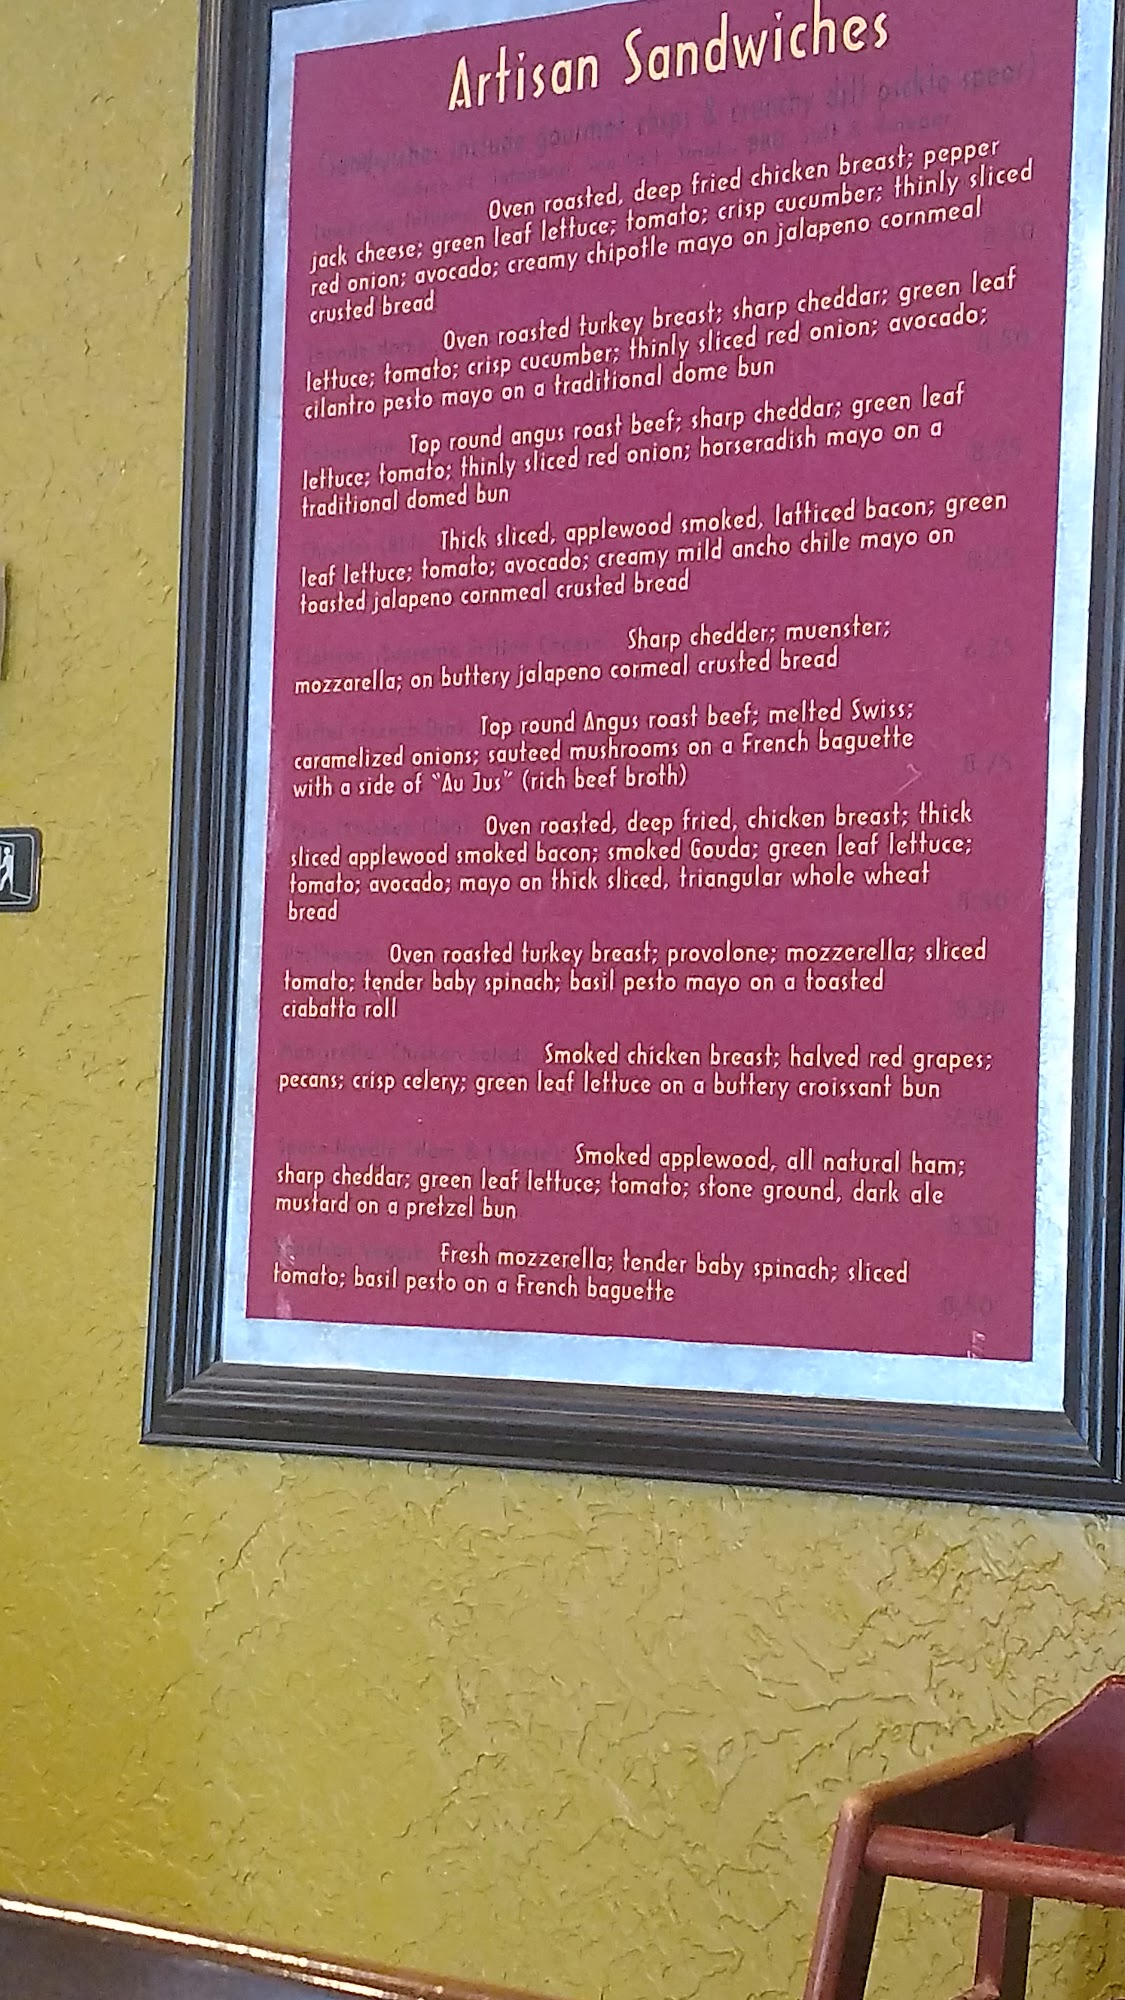 Artisan Sandwiches
(Sandwiches include gourmet chips & crunchy dill pickle spear)
Oven roasted, deep fried chicken breast; pepper
jack cheese; green leaf lettuce; tomato; crisp cucumber; thinly sliced
red onion; avocado; creamy chipotle mayo on jalapeno cornmeal
crusted bread
Oven roasted turkey breast; sharp cheddar; green leaf
lettuce; tomato; crisp cucumber; thinly sliced red onion; avocado;
cilantro pesto mayo on a traditional dome bun
Top round angus roast beef; sharp cheddar; green leaf
lettuce; tomato; thinly sliced red onion; horseradish mayo on a
traditional domed bun
Thick sliced, applewood smoked, latticed bacon; green
leaf lettuce; tomato; avocado; creamy mild ancho chile mayo on
toasted jalapeno cornmeal crusted bread
Sharp chedder; muenster;
mozzarella; on buttery jalapeno cormeal crusted bread
Top round Angus roast beef; melted Swiss;
caramelized onions; sauteed mushrooms on a French baguette
with a side of "Au Jus" (rich beef broth)
Oven roasted, deep fried, chicken breast; thick
sliced applewood smoked bacon; smoked Gouda; green leaf lettuce;
tomato; avocado; mayo on thick sliced, triangular whole wheat
bread
Oven roasted turkey breast; provolone; mozzerella; sliced
tomato; tender baby spinach; basil pesto mayo on a toasted
ciabatta roll
Smoked chicken breast; halved red grapes;
pecans; crisp celery; green leaf lettuce on a buttery croissant bun
Smoked applewood, all natural ham;
sharp cheddar; green leaf lettuce; tomato; stone ground, dark ale
mustard on a pretzel bun
Fresh mozzerella; tender baby spinach; sliced
tomato; basil pesto on a French baguette